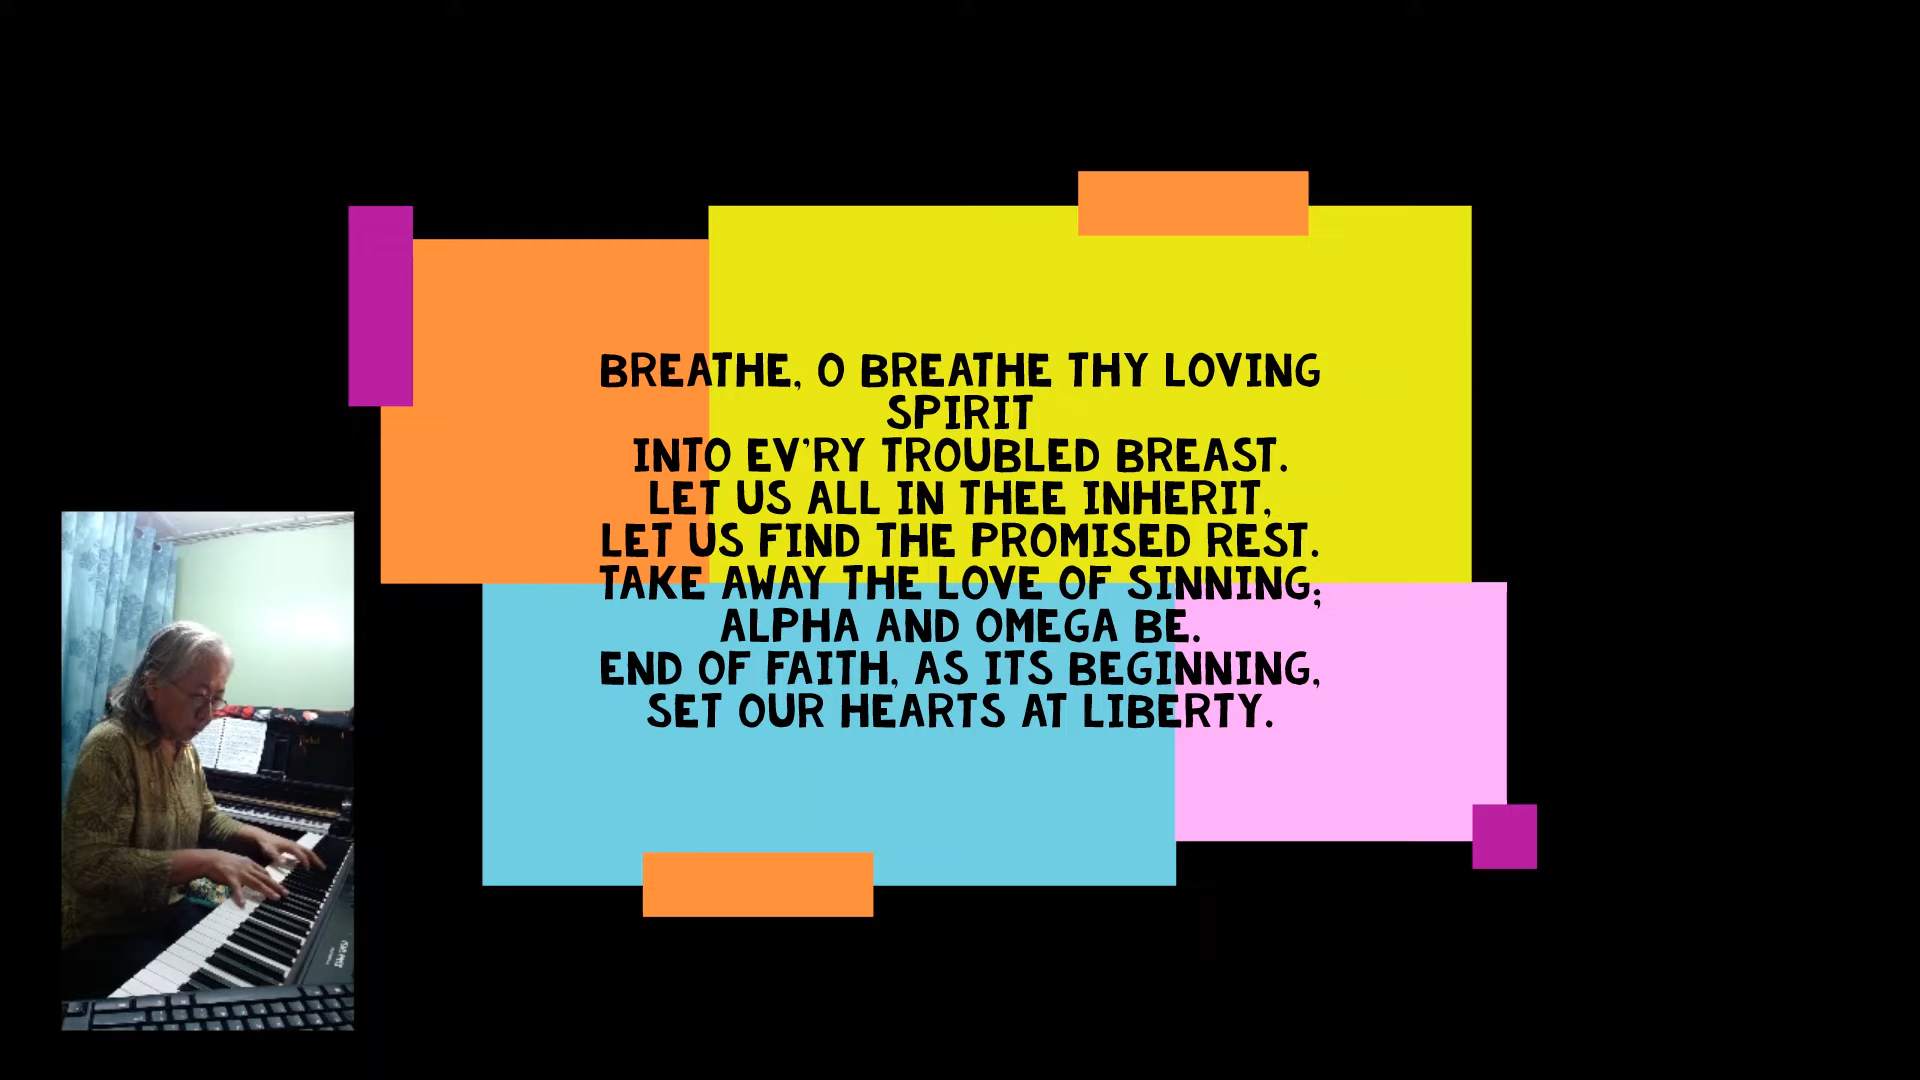 BREATHE, O BREATHE THY LOVING
SPIRIT
INTO EV'RY TROUBLED BREAST.
LET US ALL IN THEE INHERIT,
LET US FIND THE PROMISED REST.
TAKE AWAY THE LOVE OF SINNING;
ALPHA AND OMEGA BE.
END OF FAITH, AS ITS BEGINNING,
SET OUR HEARTS AT LIBERTY.